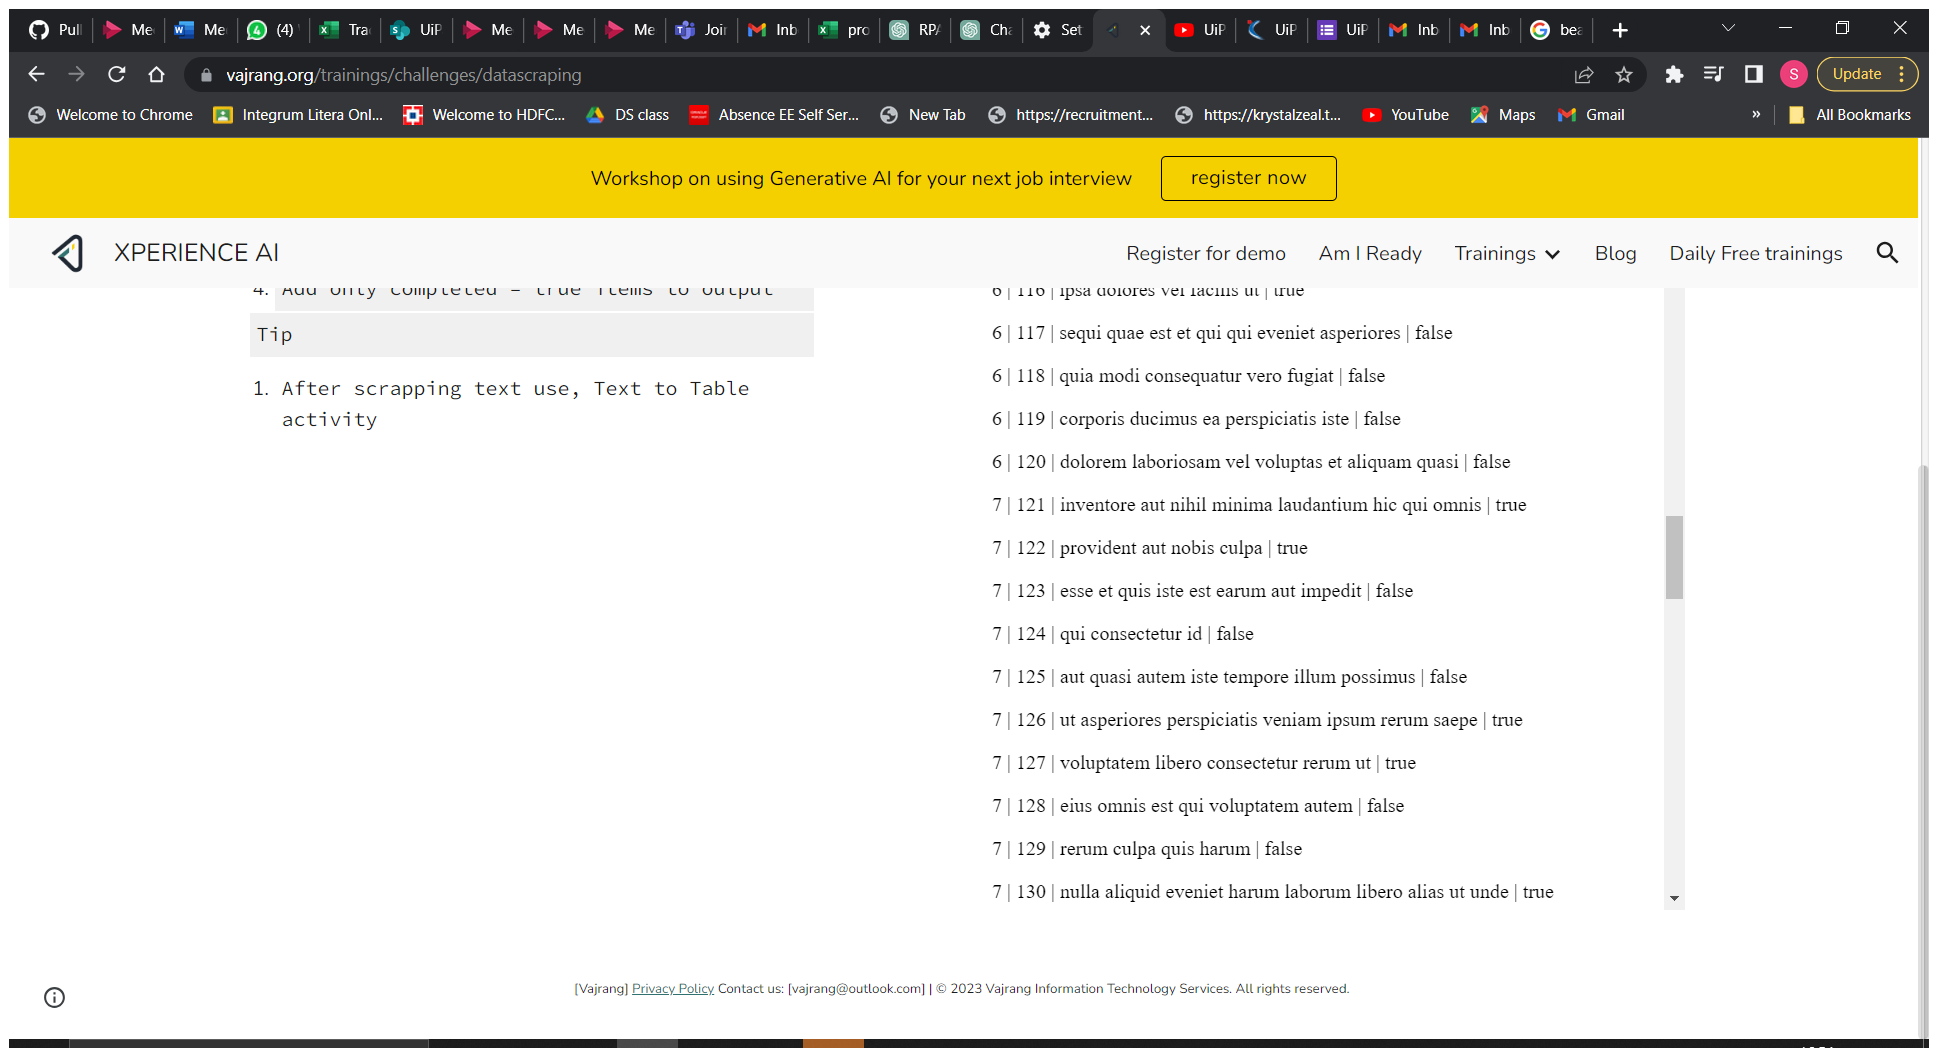 Pull
Me
Me
(4)
Tra
UiP
Me
Me
Me
Joi
Inb
pro
RPA
Cha
Set
UiP
UiP
UiP
Inb
Inb
bea
vajrang.org/trainings/challenges/datascraping
S
Update
Welcome to Chrome
Integrum Litera Onl...
Welcome to HDFC...
DS class
Absence EE Self Ser...
New Tab
https://recruitment...
https://krystalzeal.t...
YouTube
Maps
Gmail
»
All Bookmarks
Workshop on using Generative AI for your next job interview
register now
XPERIENCE AI
Register for demo
Am I Ready
Trainings
Blog
Daily Free trainings
4. Add only completed = true items to output
Tip
1. After scrapping text use, Text to Table
activity
6 | 116 | ipsa dolores vel facilis ut | true
6 | 117 | sequi quae est et qui qui eveniet asperiores | false
6 | 118 | quia modi consequatur vero fugiat | false
6 | 119 | corporis ducimus ea perspiciatis iste | false
6 | 120 | dolorem laboriosam vel voluptas et aliquam quasi | false
7 | 121 | inventore aut nihil minima laudantium hic qui omnis | true
7 | 122 | provident aut nobis culpa | true
7 | 123 | esse et quis iste est earum aut impedit | false
7 | 124 | qui consectetur id | false
7 | 125 | aut quasi autem iste tempore illum possimus | false
7 | 126 | ut asperiores perspiciatis veniam ipsum rerum saepe | true
7 | 127 | voluptatem libero consectetur rerum ut | true
7 | 128 | eius omnis est qui voluptatem autem | false
7 | 129 | rerum culpa quis harum | false
7 | 130 | nulla aliquid eveniet harum laborum libero alias ut unde | true
[Vajrang] Privacy Policy Contact us: [vajrang@outlook.com] | © 2023 Vajrang Information Technology Services. All rights reserved.